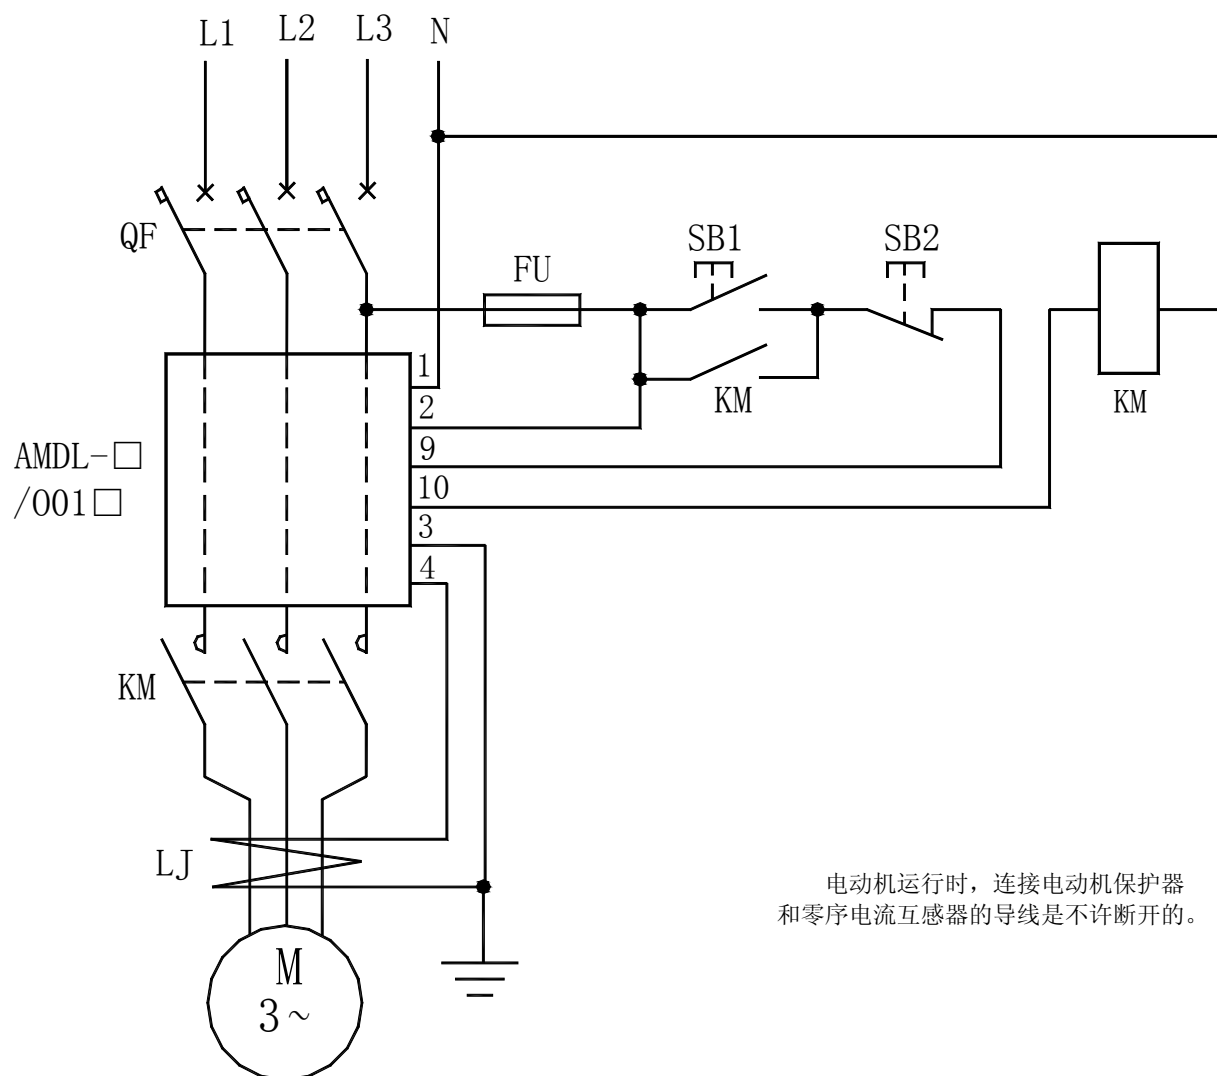 L1 L2 L3 N
QF
FU
SB1
SB2
KM
KM
1
2
9
10
3
4
AMDL-□
/001□
KM
LJ
M
3~
电动机运行时，连接电动机保护器
和零序电流互感器的导线是不许断开的。